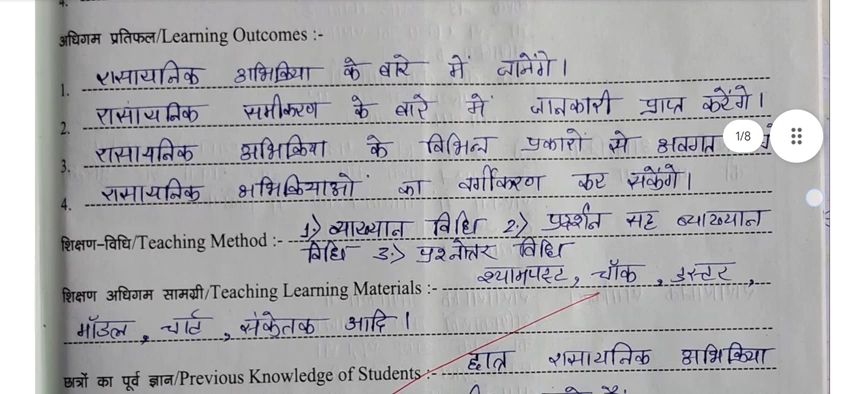 अधिगम प्रतिफल/Learning Outcomes :-
1. रासायनिक अभिक्रिया के बारे में जानेंगे।
2. रासायनिक समीकरण के बारे में जानकारी प्राप्त करेंगे।
3. रासायनिक अभिक्रिया के विभिन्न प्रकारों से अवगत
1/8
4. रासायनिक अभिक्रियाओं का वर्गीकरण कर सकेंगे।
शिक्षण-विधि/Teaching Method :- 1.) व्याख्यान विधि 2.) प्रदर्शन सह व्याख्यान
विधि 3.) प्रश्नोत्तर विधि
शिक्षण अधिगम सामग्री/Teaching Learning Materials :- श्यामपट्ट, चॉक, डस्टर,
मॉडल, चार्ट, संकेतक आदि।
छात्रों का पूर्व ज्ञान/Previous Knowledge of Students :- छात्र रासायनिक अभिक्रिया